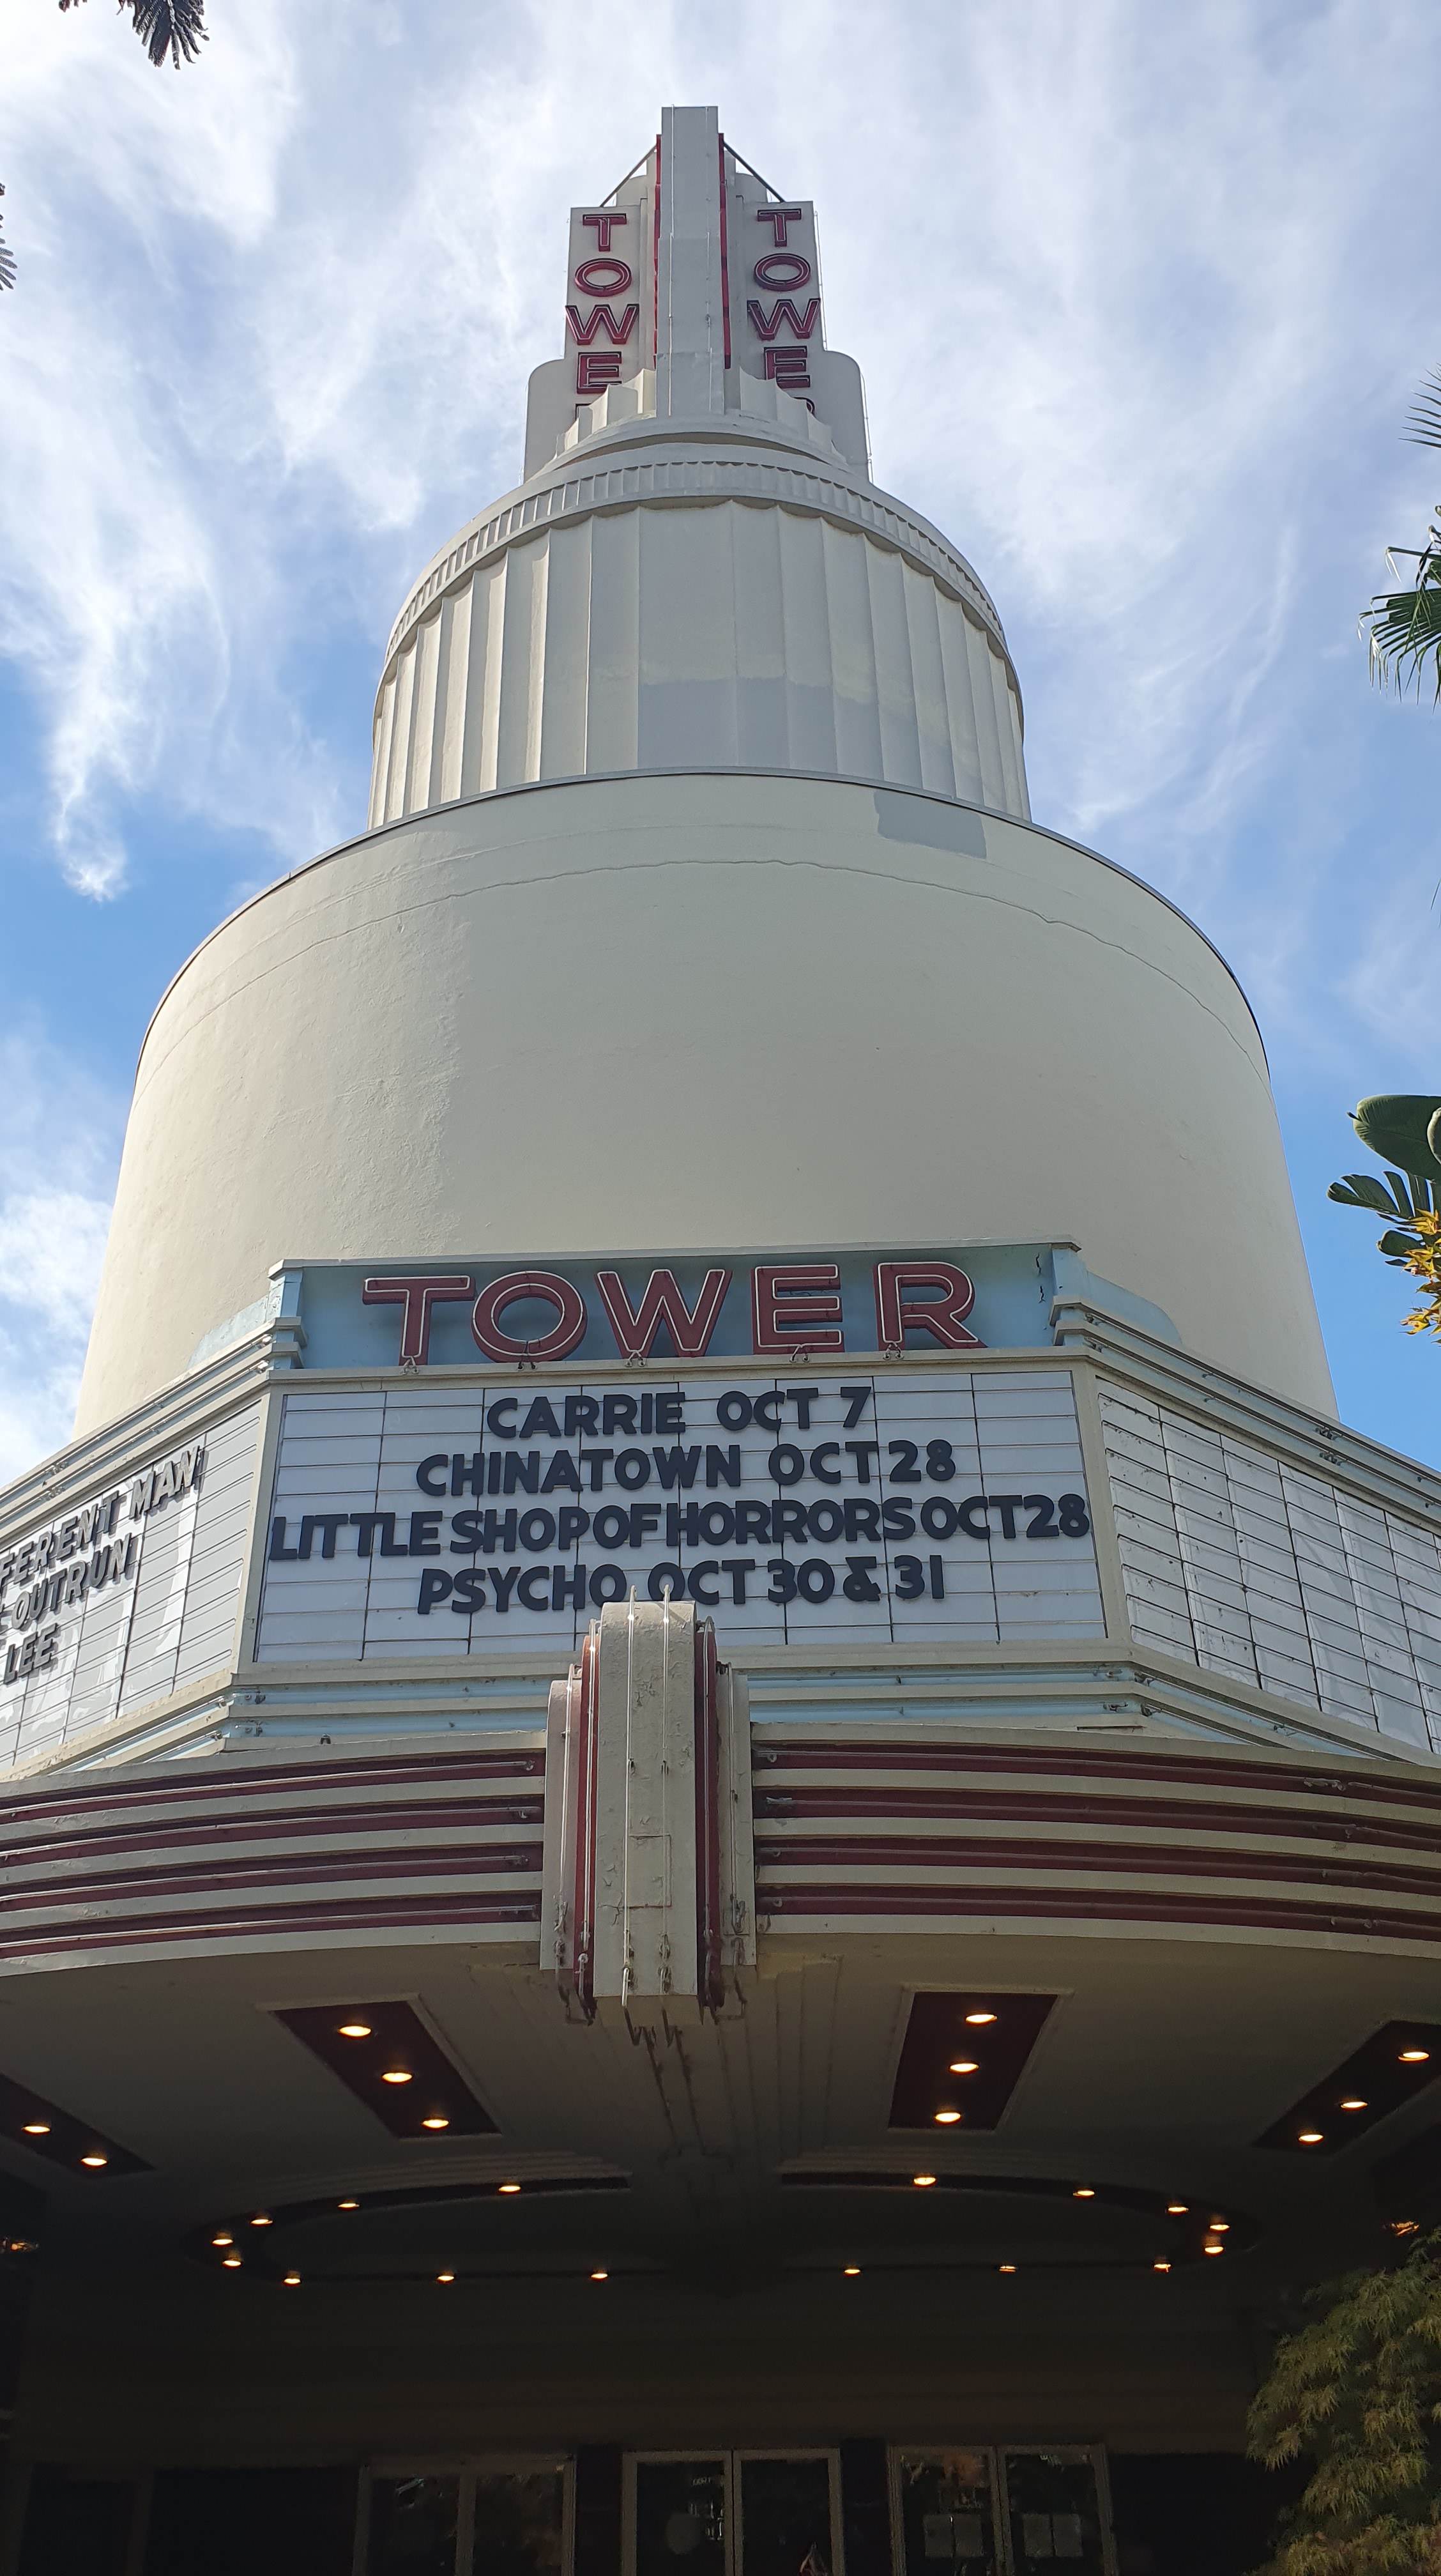 TOWER
TOWER
TOWER
CARRIE OCT 7
CHINATOWN OCT 28
LITTLE SHOP OF HORRORS OCT 28
PSYCHO OCT 30 & 31
FFERENT MAN
OUTRUN
LEE